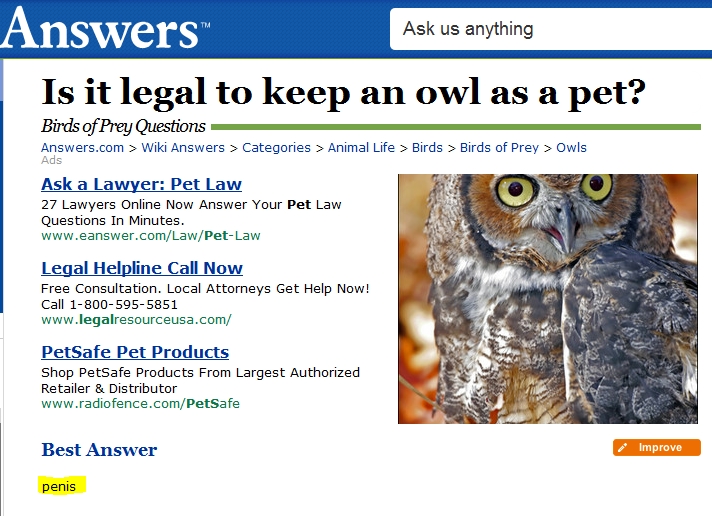 Answers™
Ask us anything
Is it legal to keep an owl as a pet?
Birds of Prey Questions
Answers.com > Wiki Answers > Categories > Animal Life > Birds > Birds of Prey > Owls
Ads
Ask a Lawyer: Pet Law
27 Lawyers Online Now Answer Your Pet Law
Questions In Minutes.
www.eanswer.com/Law/Pet-Law
Legal Helpline Call Now
Free Consultation. Local Attorneys Get Help Now!
Call 1-800-595-5851
www.legalresourceusa.com/
PetSafe Pet Products
Shop PetSafe Products From Largest Authorized
Retailer & Distributor
www.radiofence.com/PetSafe
Best Answer
Improve
penis